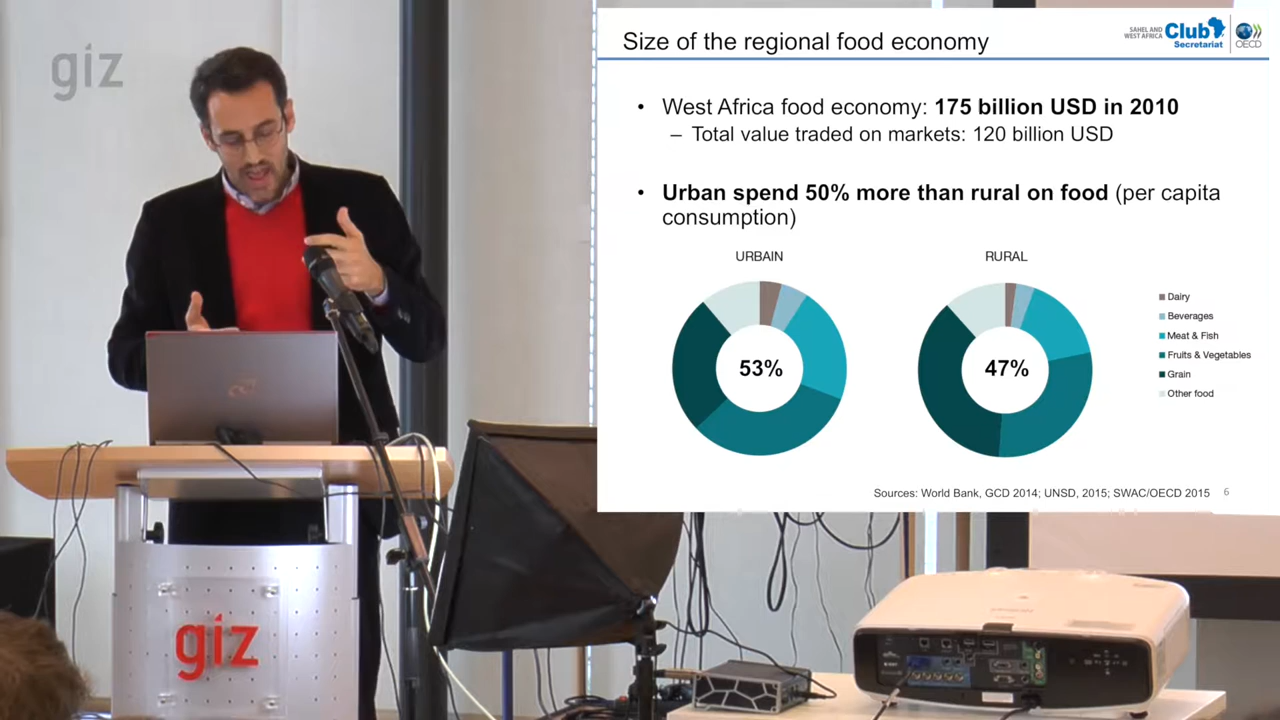 giz
Size of the regional food economy
SAHEL AND
WEST AFRICA
Club
Secretariat
OECD
• West Africa food economy: 175 billion USD in 2010
– Total value traded on markets: 120 billion USD
• Urban spend 50% more than rural on food (per capita
consumption)
URBAIN
RURAL
53%
47%
Dairy
Beverages
Meat & Fish
Fruits & Vegetables
Grain
Other food
Sources: World Bank, GCD 2014; UNSD, 2015; SWAC/OECD 2015
6
giz